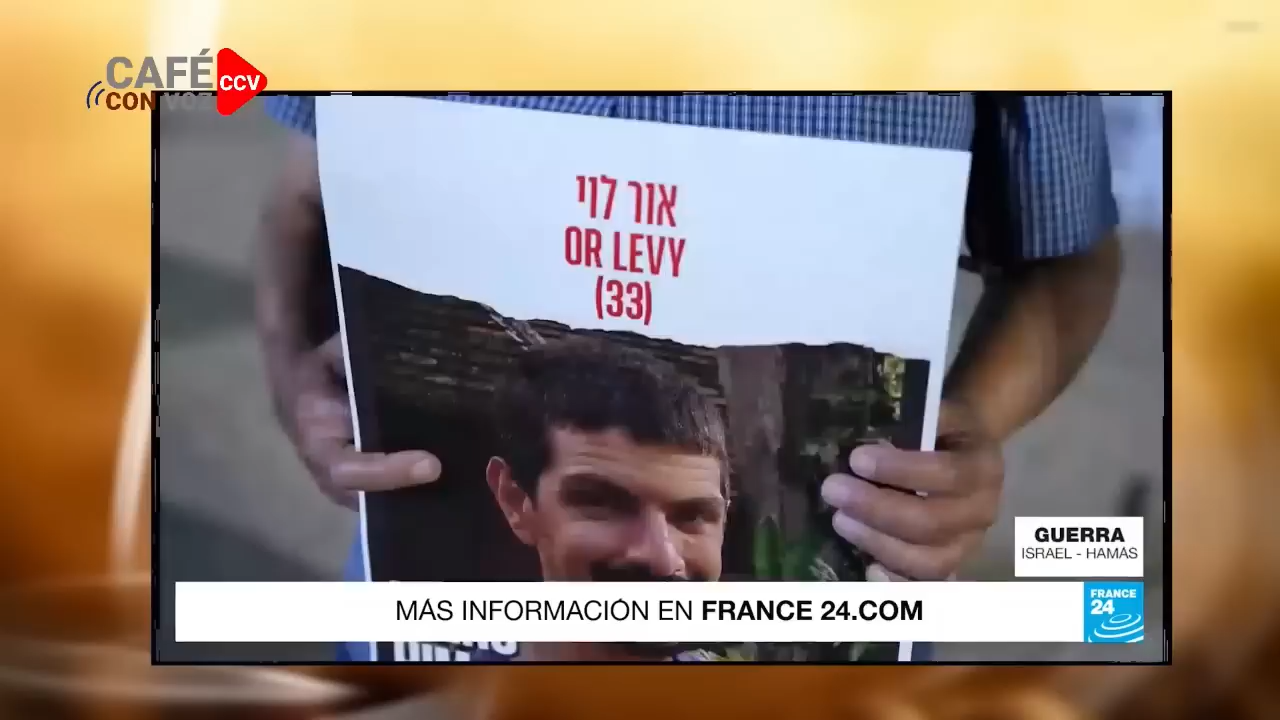 CAFÉ
CON VOZ
CCV
אור לוי
OR LEVY
(33)
GUERRA
ISRAEL - HAMÁS
MÁS INFORMACIÓN EN FRANCE 24.COM
FRANCE
24